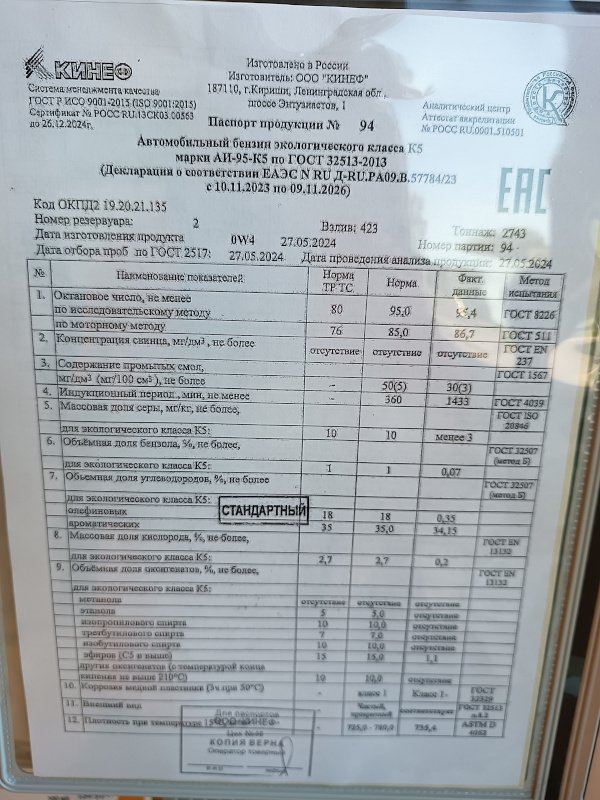 КИНЕФ
Система менеджмента качества
ГОСТ Р ИСО 9001-2015 (ISO 9001:2015)
Сертификат № РОСС RU.13СК03.00563
до 26.12.2024г.
Изготовлено в России
Изготовитель: ООО "КИНЕФ"
187110, г.Кириши, Ленинградская обл.,
шоссе Энтузиастов, 1
Аналитический центр
Аттестат аккредитации
№ РОСС RU.0001.510501
Паспорт продукции № 94
Автомобильный бензин экологического класса К5
марки АИ-95-К5 по ГОСТ 32513-2013
(Декларация о соответствии ЕАЭС N RU Д-RU.РА09.В.57784/23
с 10.11.2023 по 09.11.2026)
ЕАС
Код ОКПД2 19.20.21.135
Номер резервуара: 2 Взлив: 423 Тоннаж: 2743
Дата изготовления продукта 0W4 27.05.2024 Номер партии: 94
Дата отбора проб по ГОСТ 2517: 27.05.2024 Дата проведения анализа продукции: 27.05.2024
№ Наименование показателей Норма ТР ТС Норма Факт. данные Метод испытания
1. Октановое число, не менее
по исследовательскому методу 80 95,0 95,4 ГОСТ 8226
по моторному методу 76 85,0 86,7 ГОСТ 511
2. Концентрация свинца, мг/дм³, не более отсутствие отсутствие отсутствие ГОСТ EN 237
3. Содержание промытых смол, ГОСТ 1567
мг/дм³ (мг/100 см³), не более - 50(5) 30(3)
4. Индукционный период, мин, не менее - 360 1433 ГОСТ 4039
5. Массовая доля серы, мг/кг, не более, ГОСТ ISO 20846
для экологического класса К5: 10 10 менее 3
6. Объёмная доля бензола, %, не более, ГОСТ 32507 (метод Б)
для экологического класса К5: 1 1 0,07
7. Объемная доля углеводородов, %, не более ГОСТ 32507 (метод Б)
для экологического класса К5:
СТАНДАРТНЫЙ
олефиновых 18 18 0,35
ароматических 35 35,0 34,15
8. Массовая доля кислорода, %, не более, ГОСТ EN 13132
для экологического класса К5: 2,7 2,7 0,2
9. Объёмная доля оксигенатов, %, не более, ГОСТ EN 13132
для экологического класса К5:
метанола отсутствие отсутствие отсутствие
этанола 5 5,0 отсутствие
изопропилового спирта 10 10,0 отсутствие
третбутилового спирта 7 7,0 отсутствие
изобутилового спирта 10 10,0 отсутствие
эфиров (С5 и выше) 15 15,0 1,1
других оксигенатов (с температурой конца
кипения не выше 210°С) 10 10,0 отсутствие
10. Коррозия медной пластинки (3ч при 50°С) - класс 1 Класс 1
11. Внешний вид Чистый, прозрачный соответствует ГОСТ 32513
12. Плотность при температуре 15 725,0 - 780,0 755,4 ASTM D 4052
Для паспортов
ООО "КИНЕФ"
КОПИЯ ВЕРНА
Оператор товарный